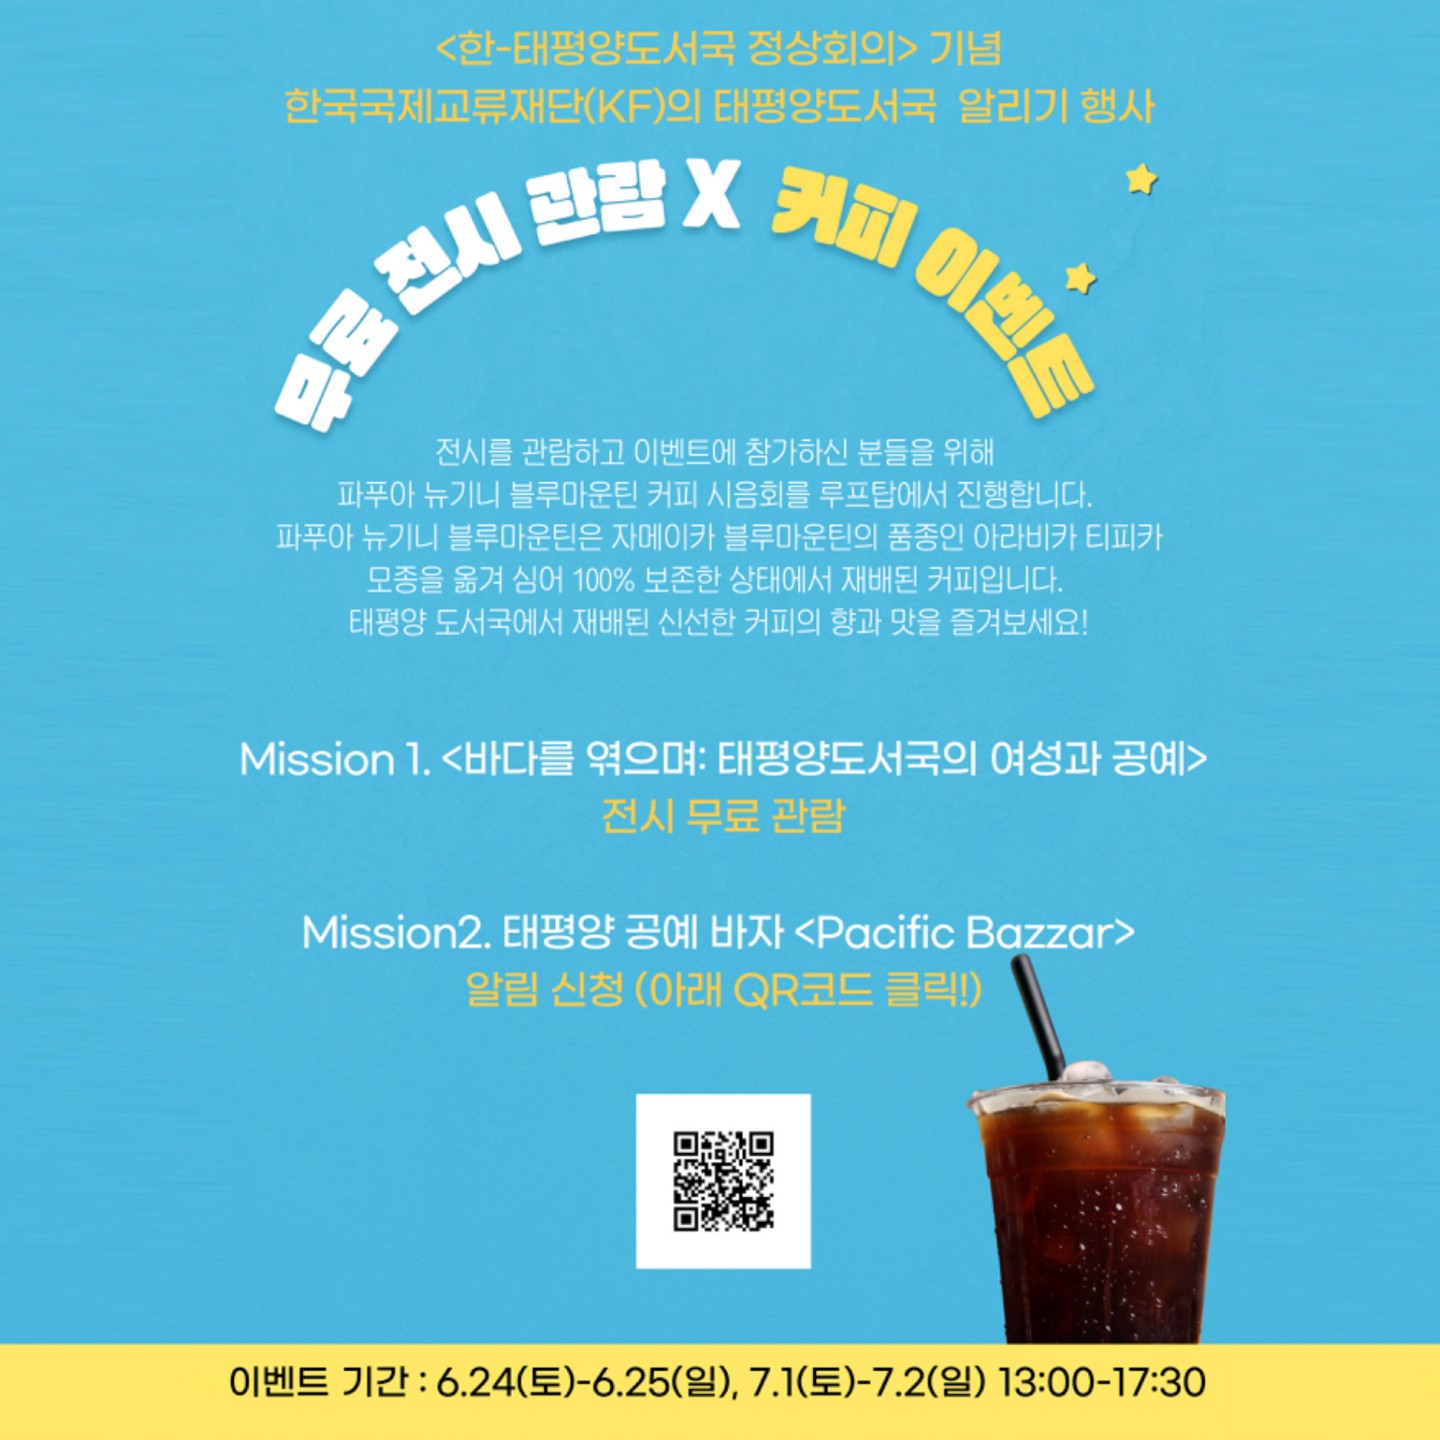 <한-태평양도서국 정상회의> 기념
한국국제교류재단(KF)의 태평양도서국 알리기 행사
무료 전시 관람 X 커피 이벤트
전시를 관람하고 이벤트에 참가하신 분들을 위해
파푸아 뉴기니 블루마운틴 커피 시음회를 루프탑에서 진행합니다.
파푸아 뉴기니 블루마운틴은 자메이카 블루마운틴의 품종인 아라비카 티피카
모종을 옮겨 심어 100% 보존한 상태에서 재배된 커피입니다.
태평양 도서국에서 재배된 신선한 커피의 향과 맛을 즐겨보세요!
Mission 1. <바다를 엮으며: 태평양도서국의 여성과 공예>
전시 무료 관람
Mission2. 태평양 공예 바자 <Pacific Bazzar>
알림 신청 (아래 QR코드 클릭!)
이벤트 기간 : 6.24(토)-6.25(일), 7.1(토)-7.2(일) 13:00-17:30